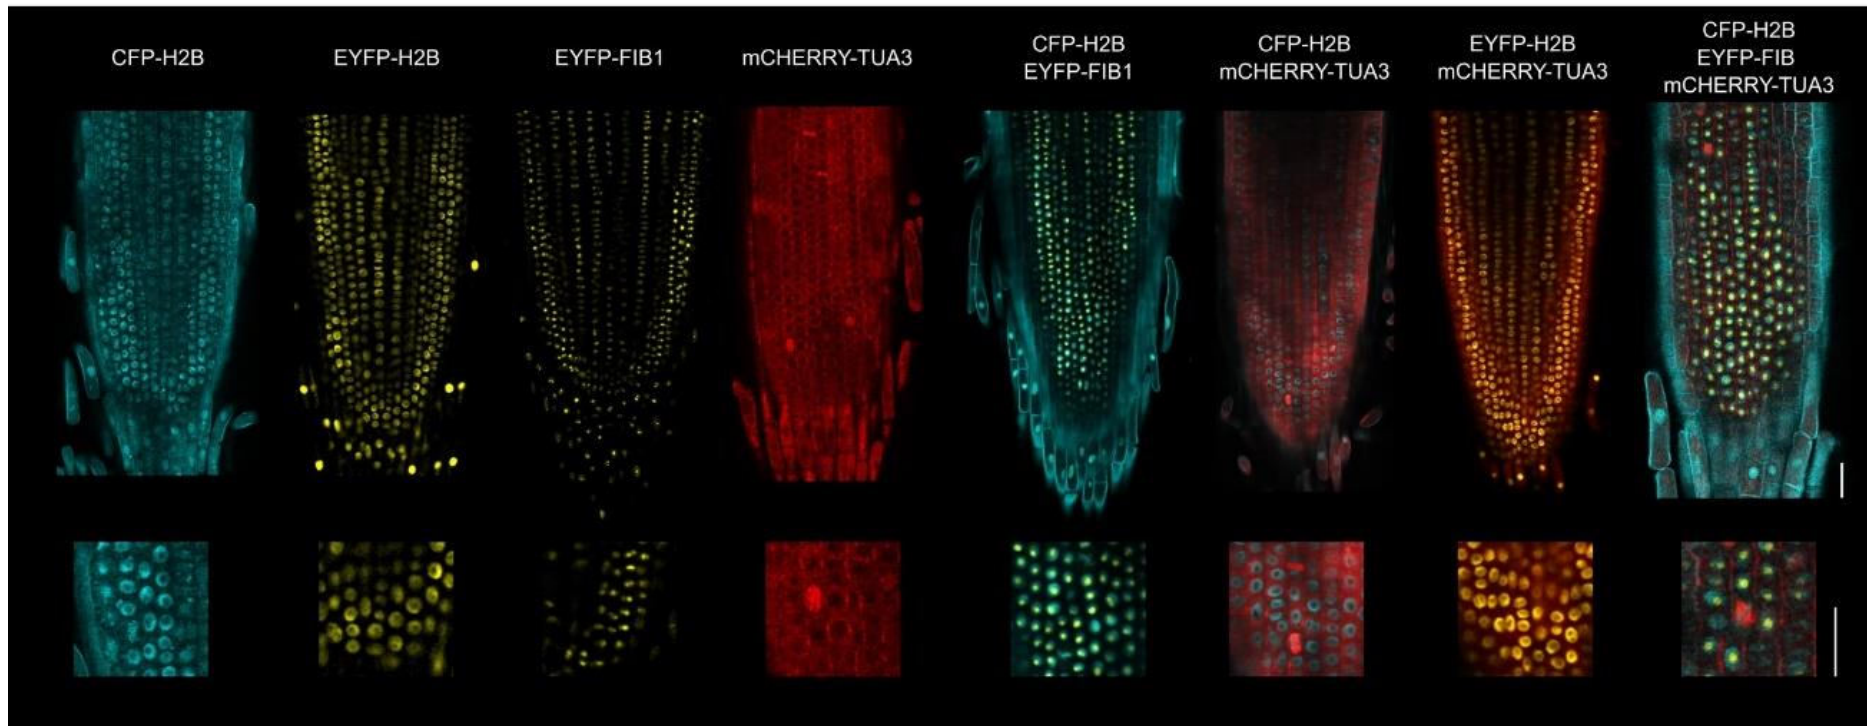 CFP-H2B
EYFP-H2B
EYFP-FIB1
mCHERRY-TUA3
CFP-H2B
EYFP-FIB1
CFP-H2B
mCHERRY-TUA3
EYFP-H2B
mCHERRY-TUA3
CFP-H2B
EYFP-FIB
mCHERRY-TUA3